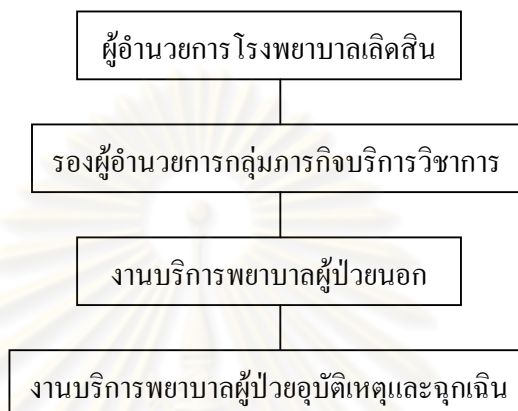 ผู้อำนวยการโรงพยาบาลเลิดสิน
รองผู้อำนวยการกลุ่มภารกิจบริการวิชาการ
งานบริการพยาบาลผู้ป่วยนอก
งานบริการพยาบาลผู้ป่วยอุบัติเหตุและฉุกเฉิน